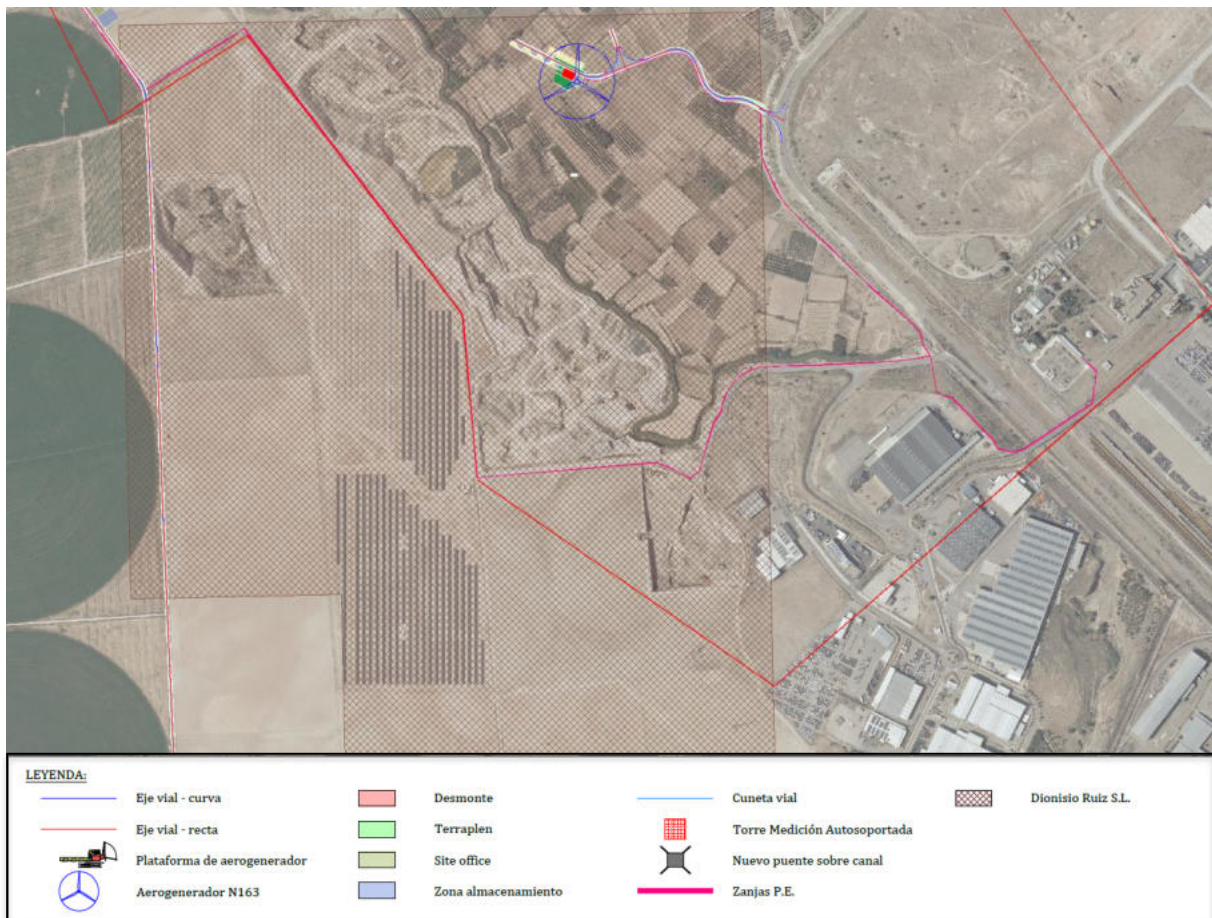 LEYENDA:
Eje vial - curva
Eje vial - recta
Plataforma de aerogenerador
Aerogenerador N163
Desmonte
Terraplen
Site office
Zona almacenamiento
Cuneta vial
Torre Medición Autosoportada
Nuevo puente sobre canal
Zanjas P.E.
Dionisio Ruiz S.L.